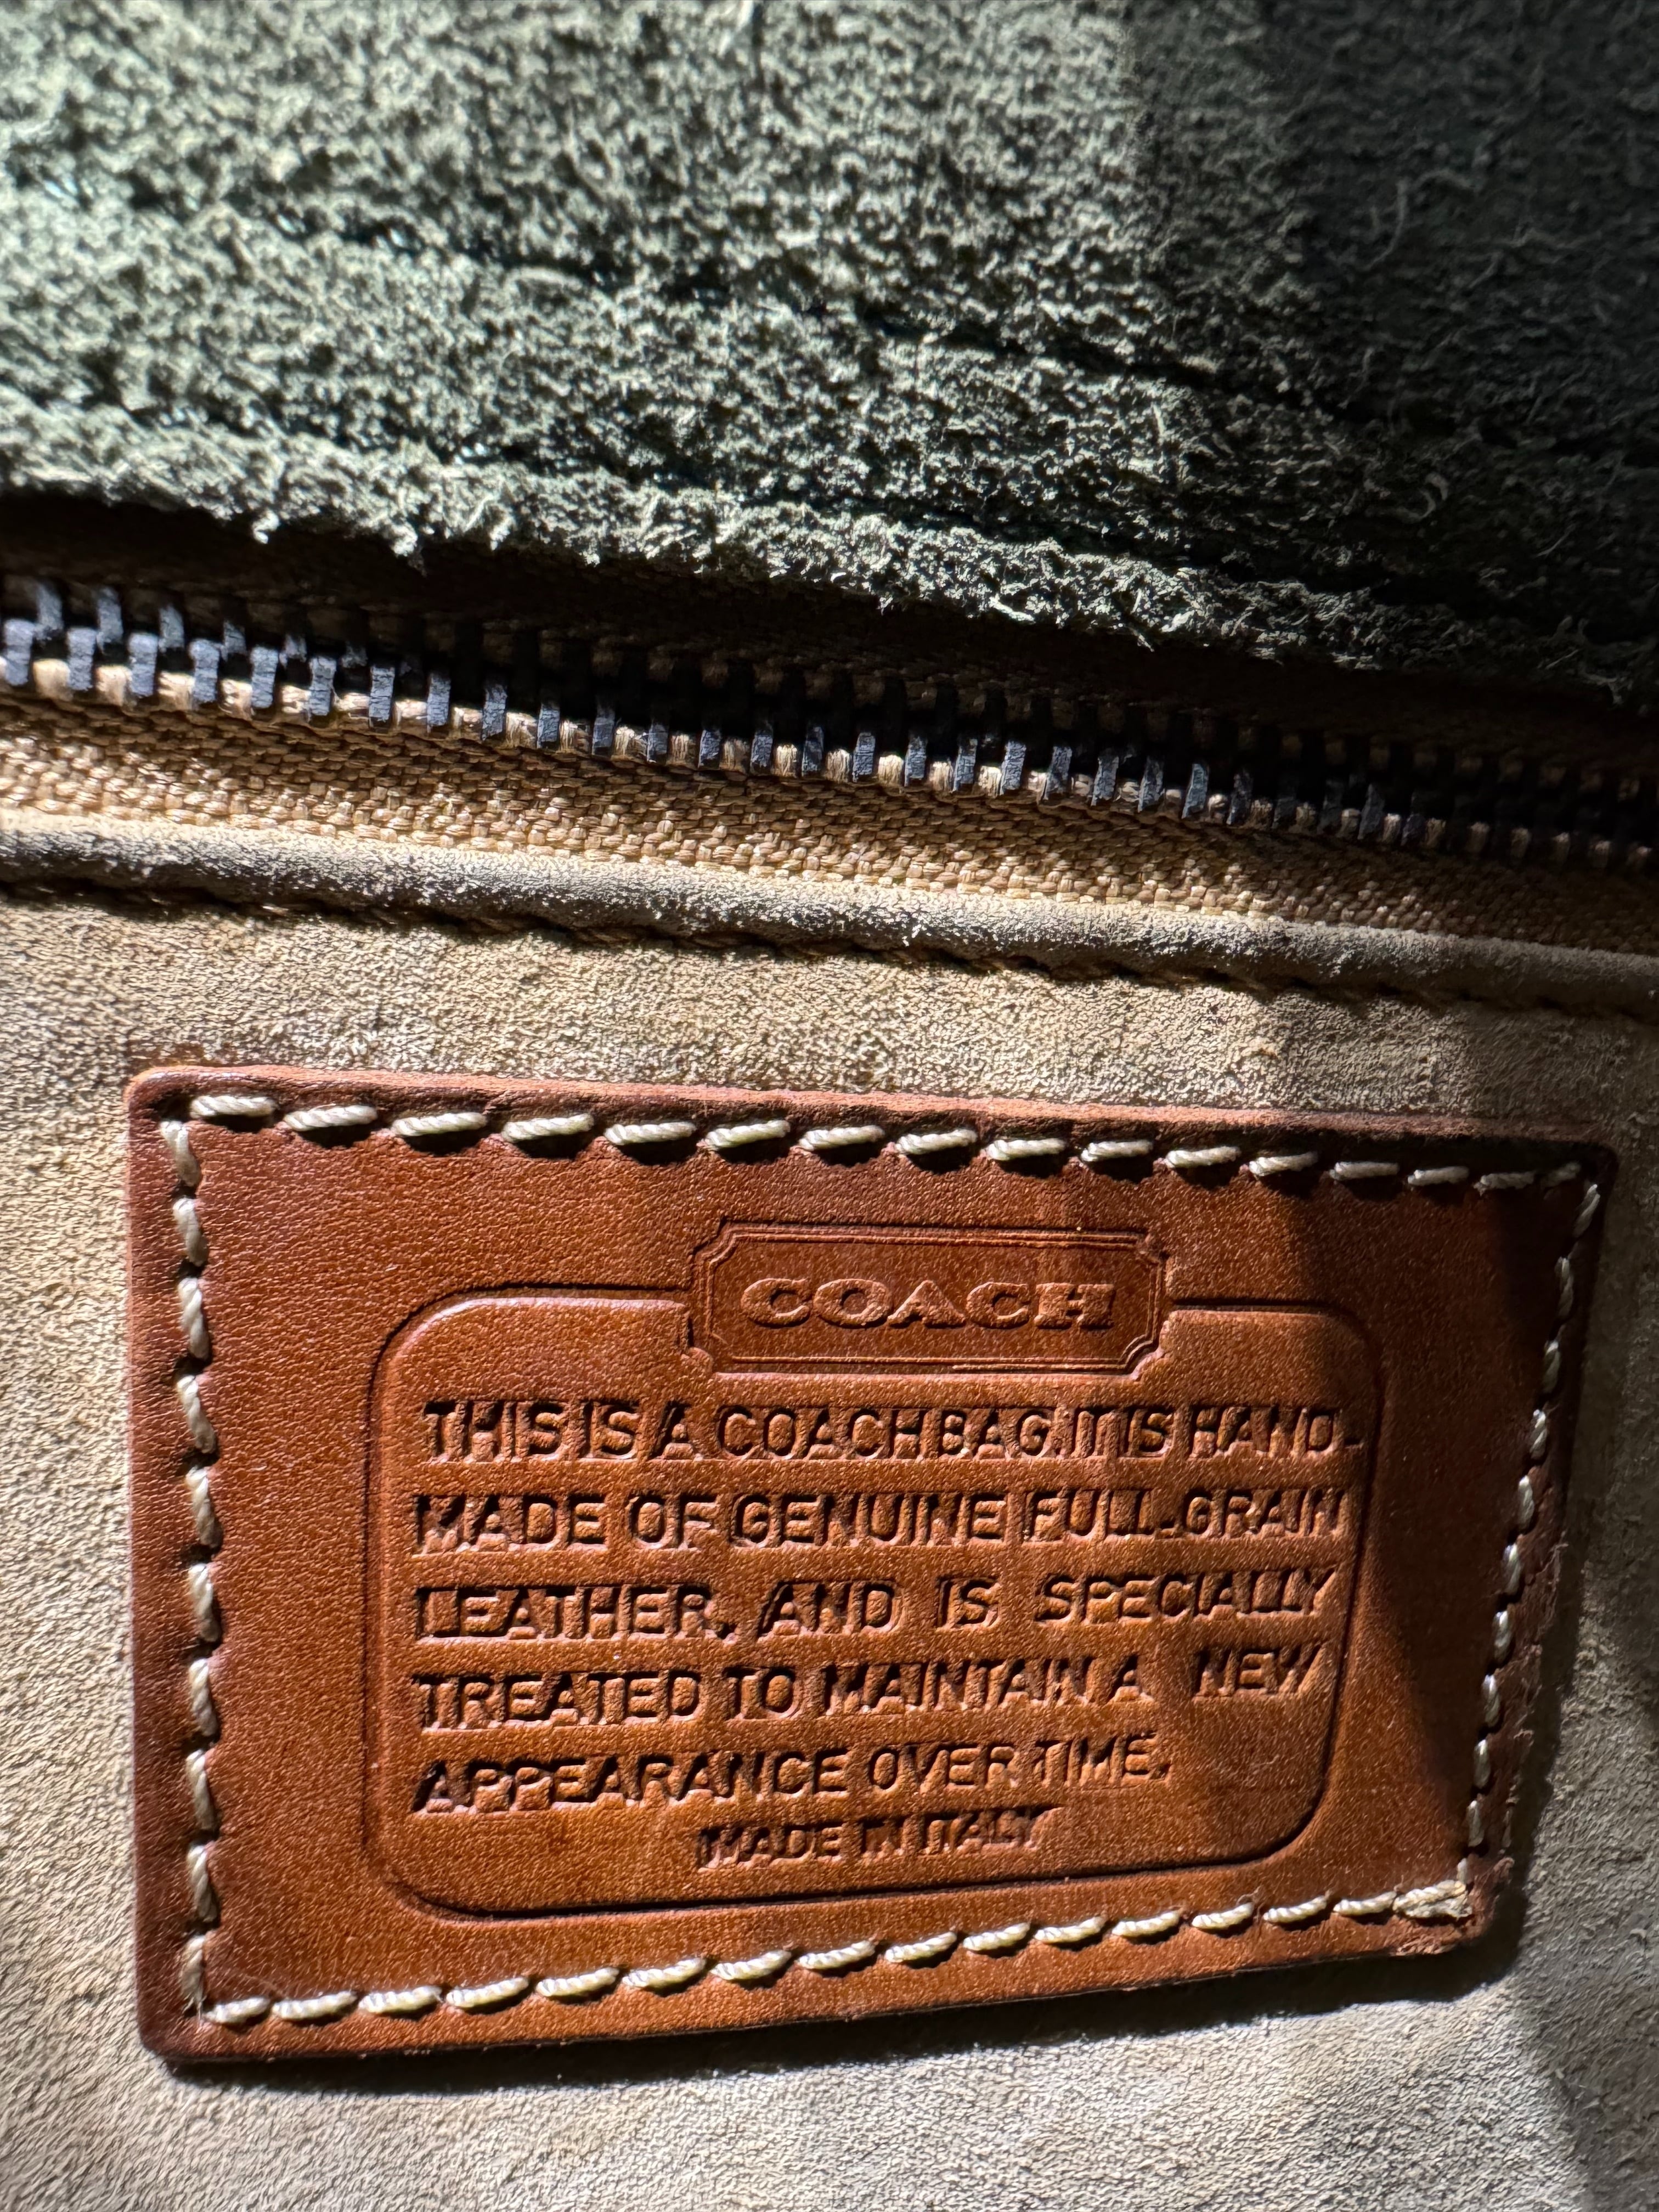 COACH
THIS IS A COACH BAG. IT IS HAND-
MADE OF GENUINE FULL-GRAIN
LEATHER, AND IS SPECIALLY
TREATED TO MAINTAIN A NEW
APPEARANCE OVER TIME.
MADE IN ITALY